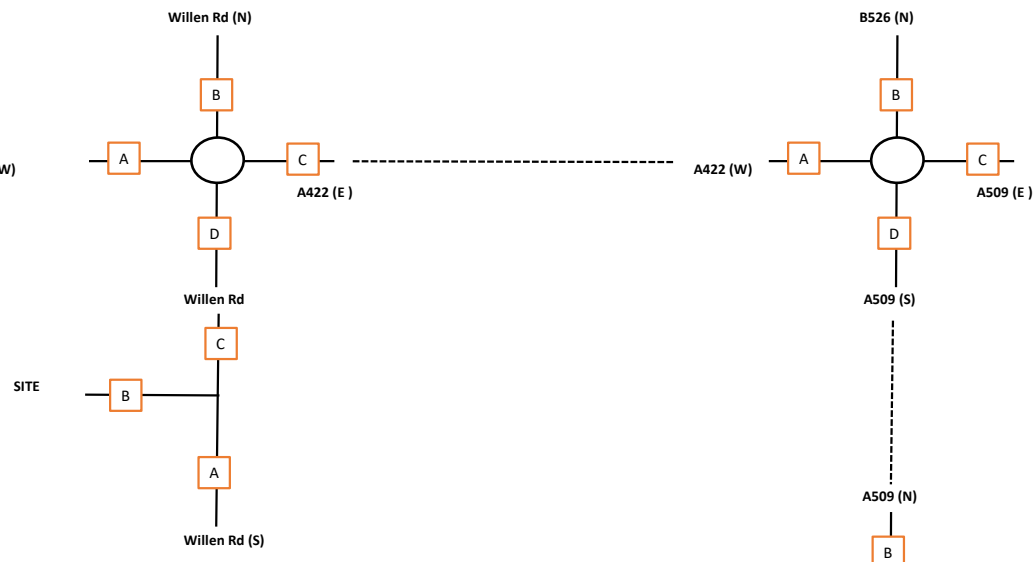 Willen Rd (N)
B526 (N)
B
B
A
C
A
C
W)
A422 (W)
A422 (E )
A509 (E )
D
D
Willen Rd
A509 (S)
C
SITE
B
A
A509 (N)
Willen Rd (S)
B